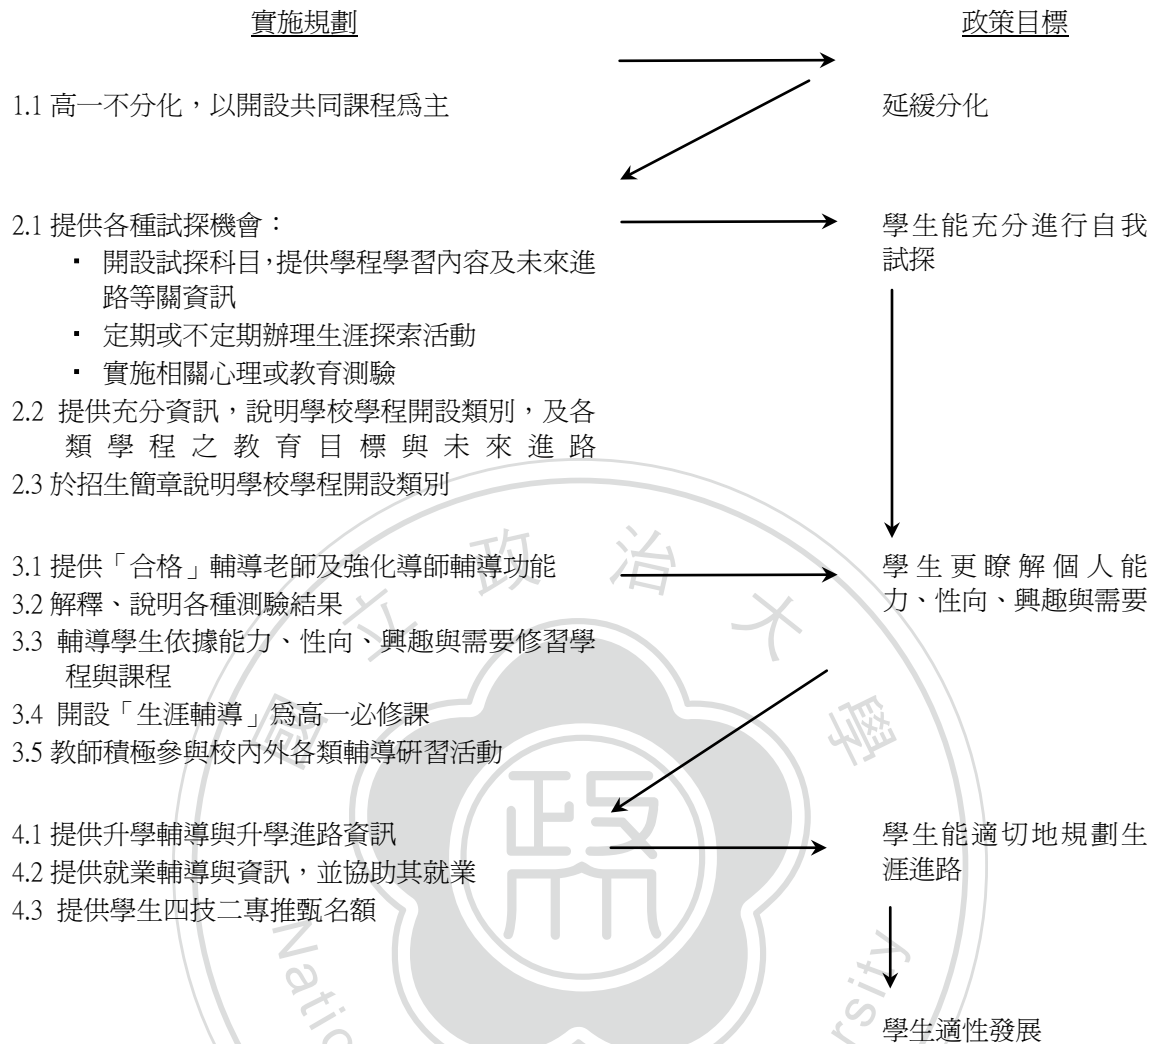 實施規劃
政策目標
1.1 高一不分化，以開設共同課程爲主
延緩分化
2.1 提供各種試探機會：
學生能充分進行自我
試探
▪ 開設試探科目，提供學程學習內容及未來進
路等關資訊
▪ 定期或不定期辦理生涯探索活動
▪ 實施相關心理或教育測驗
2.2 提供充分資訊，說明學校學程開設類別，及各
類學程之教育目標與未來進路
2.3 於招生簡章說明學校學程開設類別
3.1 提供「合格」輔導老師及強化導師輔導功能
學生更瞭解個人能
力、性向、興趣與需要
3.2 解釋、說明各種測驗結果
3.3 輔導學生依據能力、性向、興趣與需要修習學
程與課程
3.4 開設「生涯輔導」爲高一必修課
3.5 教師積極參與校內外各類輔導研習活動
4.1 提供升學輔導與升學進路資訊
學生能適切地規劃生
涯進路
4.2 提供就業輔導與資訊，並協助其就業
4.3 提供學生四技二專推甄名額
學生適性發展
國立政治大學
政
Natio
rsity